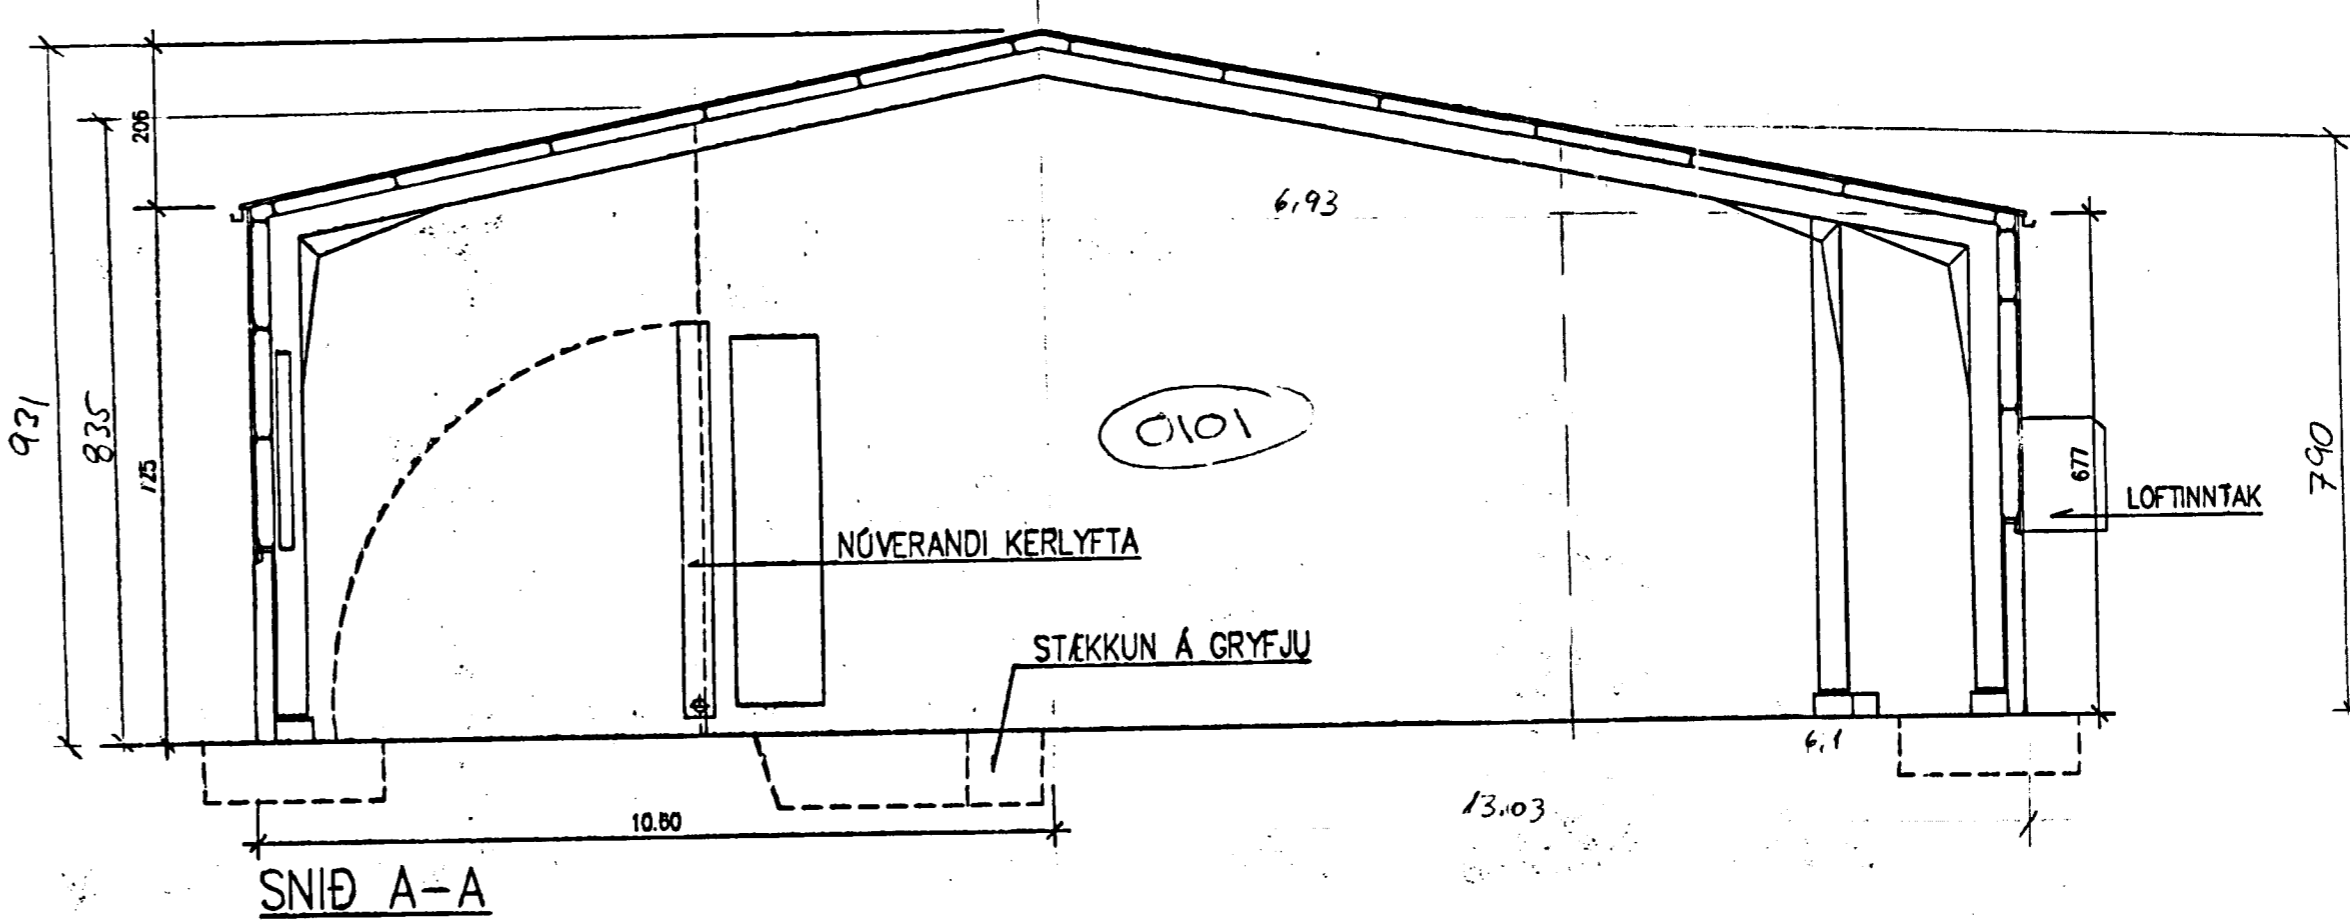 206
6,93
931
835
725
0101
677
790
LOFTINNTAK
NÚVERANDI KERLYFTA
STÆKKUN Á GRYFJU
6,1
10.60
13,03
SNIÐ A-A